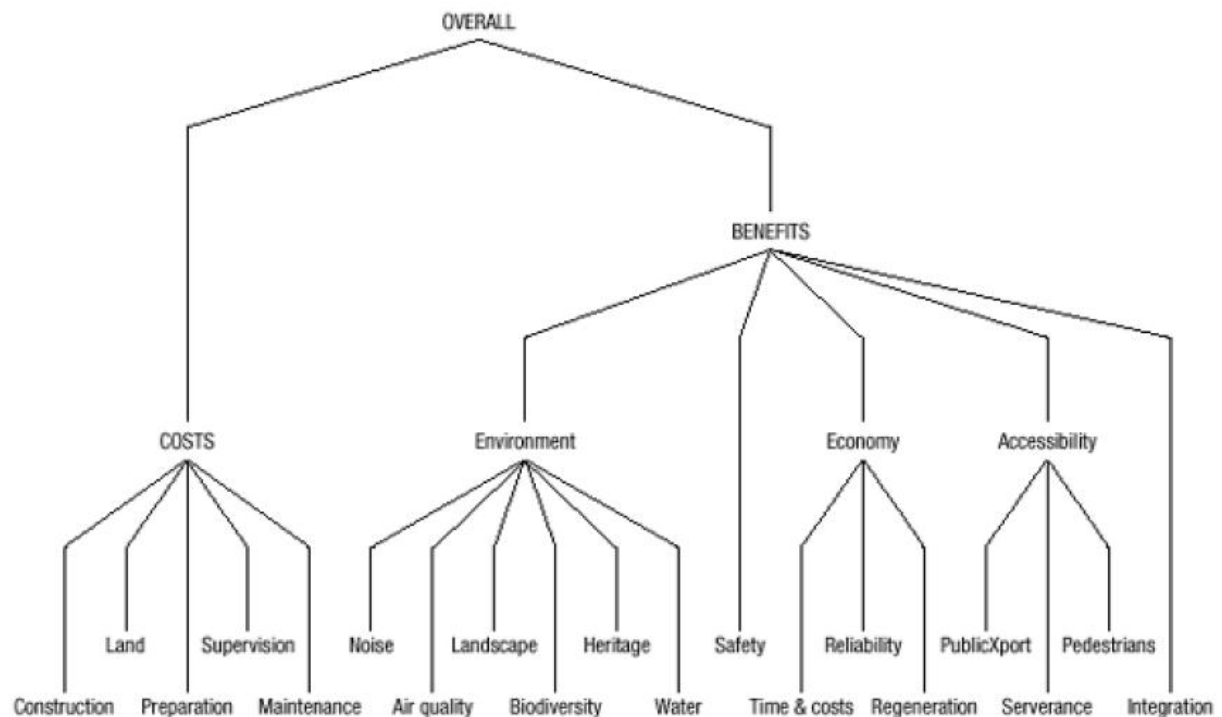 OVERALL
BENEFITS
COSTS Environment Economy Accessibility
Land Supervision Noise Landscape Heritage Safety Reliability PublicXport Pedestrians
Construction Preparation Maintenance Air quality Biodiversity Water Time & costs Regeneration Serverance Integration